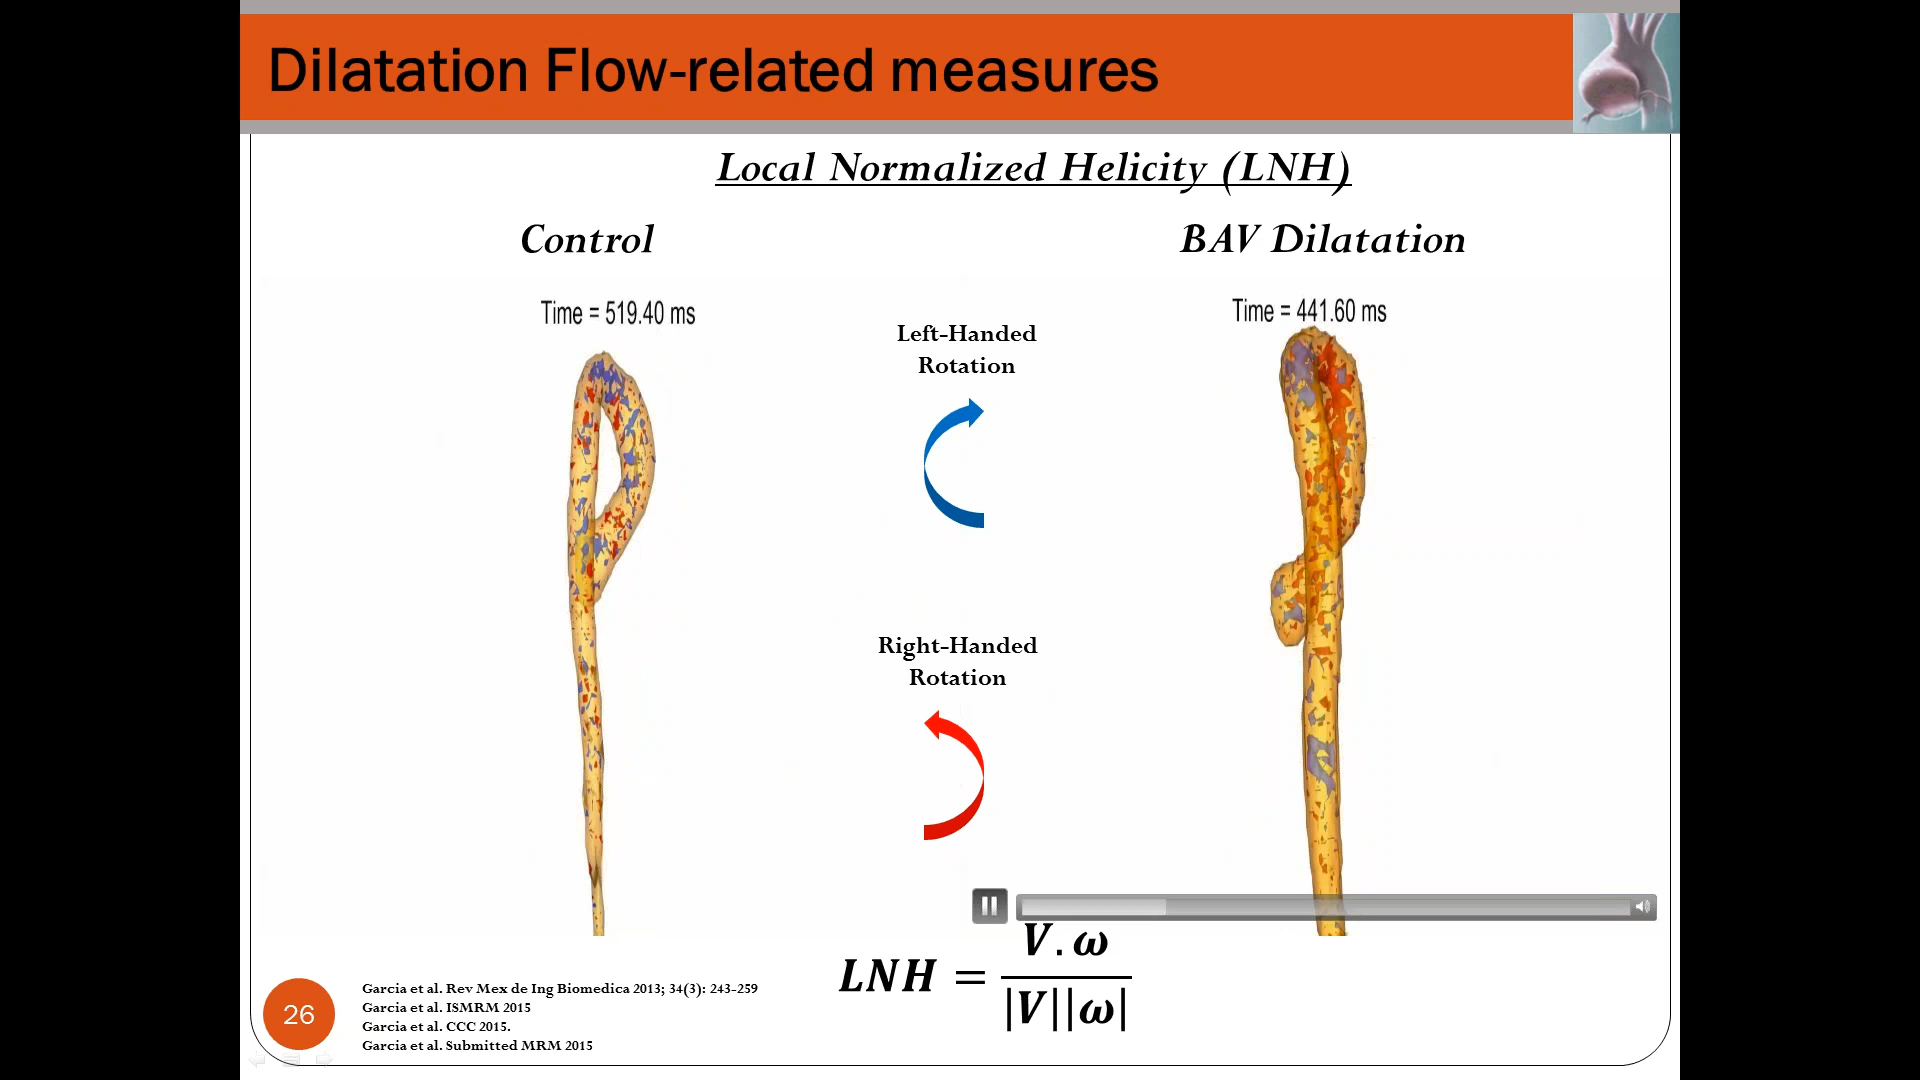 Dilatation Flow-related measures
Local Normalized Helicity (LNH)
Control
BAV Dilatation
Time = 519.40 ms
Time = 441.60 ms
Left-Handed
Rotation
Right-Handed
Rotation
LNH = V.ω / |V||ω|
26
Garcia et al. Rev Mex de Ing Biomedica 2013; 34(3): 243-259
Garcia et al. ISMRM 2015
Garcia et al. CCC 2015.
Garcia et al. Submitted MRM 2015